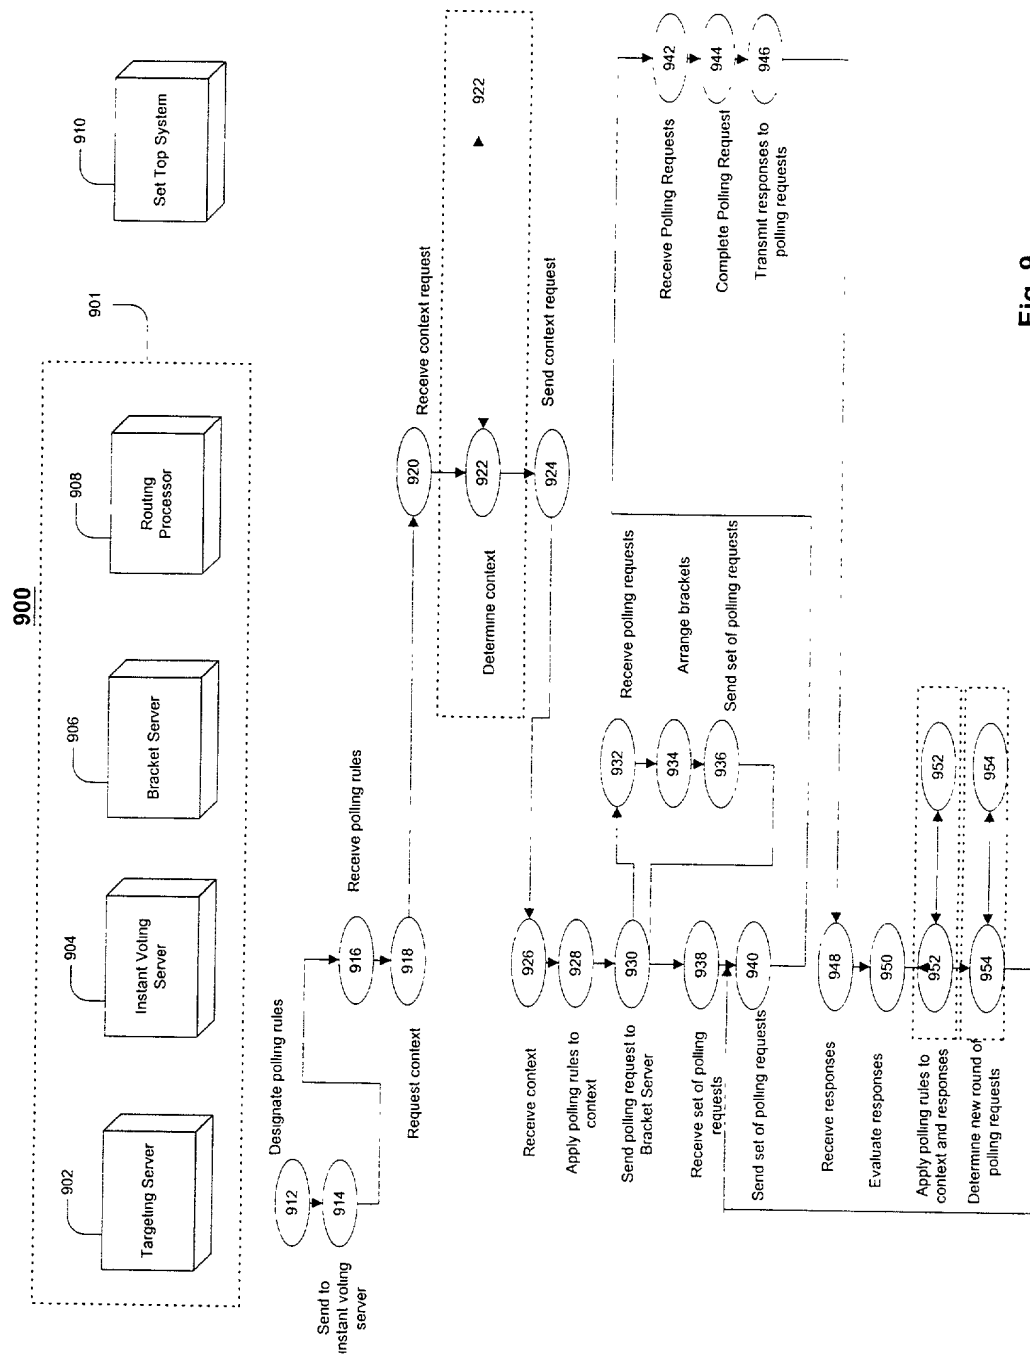 900
902
904
906
908
901
910
Targeting Server
Instant Voting
Server
Bracket Server
Routing
Processor
Set Top System
Designate polling rules
912
914
Send to
instant voting
server
Receive polling rules
916
918
Request context
Receive context request
920
Determine context
922
922
924
Send context request
Receive context
926
Apply polling rules to
context
928
Send polling request to
Bracket Server
930
Receive polling requests
932
Arrange brackets
934
Send set of polling requests
936
Receive set of polling
requests
938
Send set of polling requests
940
Receive Polling Requests
942
Complete Polling Request
944
Transmit responses to
polling requests
946
Receive responses
948
Evaluate responses
950
Apply polling rules to
context and responses
952
952
Determine new round of
polling requests
954
954
Fig. 9